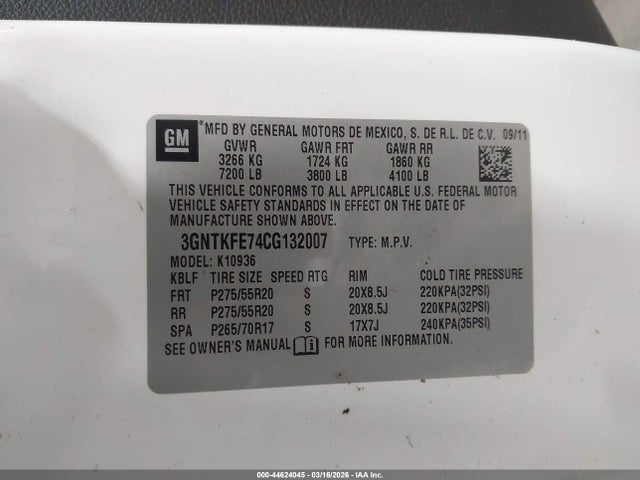 GM ® MFD BY GENERAL MOTORS DE MEXICO, S. DE R.L. DE C.V. 09/11
GVWR GAWR FRT GAWR RR
3266 KG 1724 KG 1860 KG
7200 LB 3800 LB 4100 LB
THIS VEHICLE CONFORMS TO ALL APPLICABLE U.S. FEDERAL MOTOR
VEHICLE SAFETY STANDARDS IN EFFECT ON THE DATE OF
MANUFACTURE SHOWN ABOVE.
3GNTKFE74CG132007 TYPE: M.P.V.
MODEL: K10936
KBLF TIRE SIZE SPEED RTG RIM COLD TIRE PRESSURE
FRT P275/55R20 S 20X8.5J 220KPA(32PSI)
RR P275/55R20 S 20X8.5J 220KPA(32PSI)
SPA P265/70R17 S 17X7J 240KPA(35PSI)
SEE OWNER'S MANUAL i FOR MORE INFORMATION.
000-44624045 | 03/16/2026 | IAA Inc.